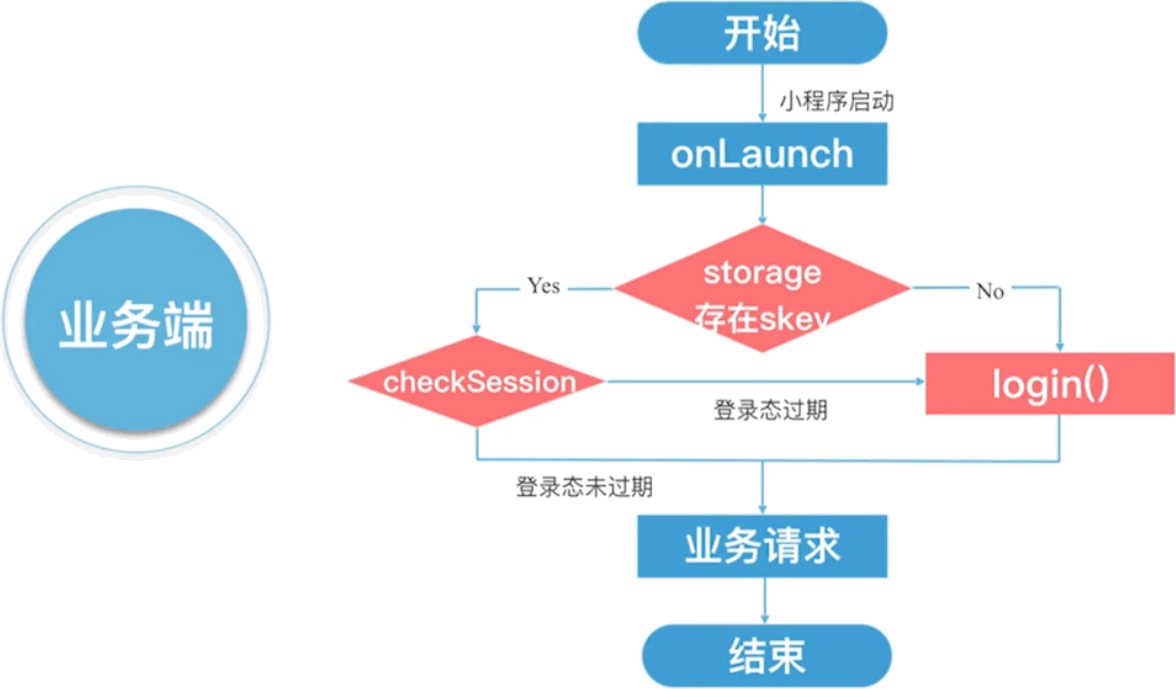 开始
小程序启动
onLaunch
storage
存在skey
Yes
No
业务端
checkSession
login()
登录态过期
登录态未过期
业务请求
结束